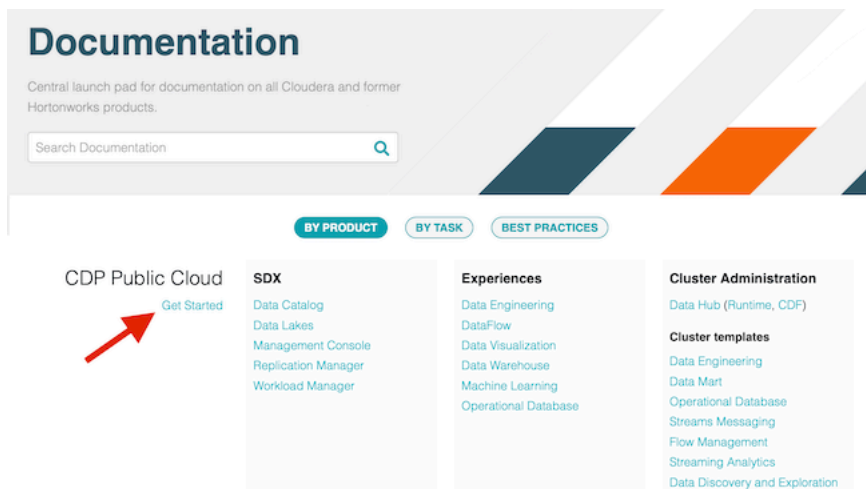 Documentation
Central launch pad for documentation on all Cloudera and former
Hortonworks products.
Search Documentation
BY PRODUCT
BY TASK
BEST PRACTICES
CDP Public Cloud
Get Started
SDX
Data Catalog
Data Lakes
Management Console
Replication Manager
Workload Manager
Experiences
Data Engineering
DataFlow
Data Visualization
Data Warehouse
Machine Learning
Operational Database
Cluster Administration
Data Hub (Runtime, CDF)
Cluster templates
Data Engineering
Data Mart
Operational Database
Streams Messaging
Flow Management
Streaming Analytics
Data Discovery and Exploration